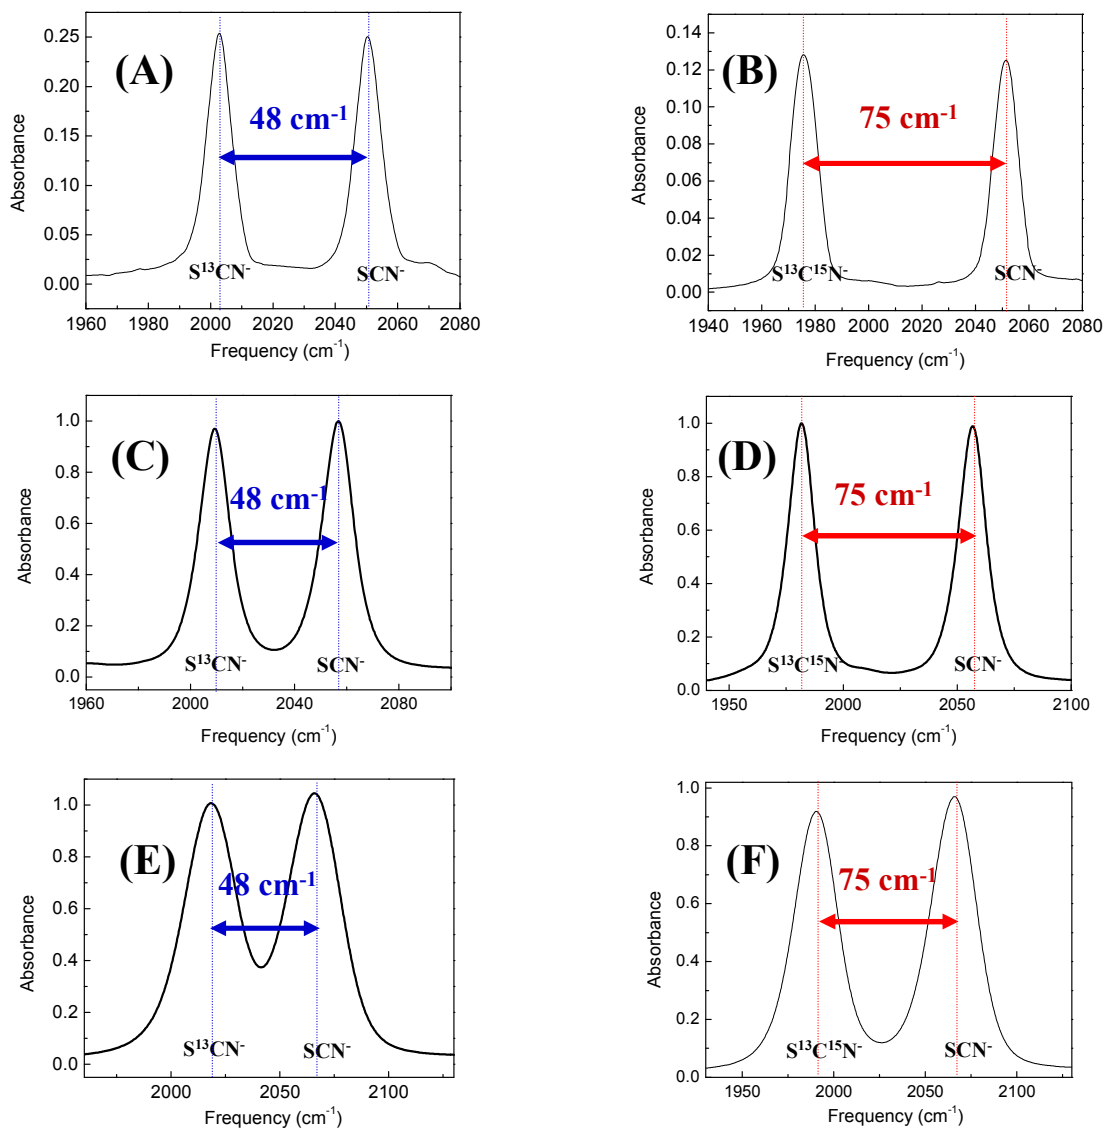 (A)
48 cm⁻¹
Absorbance
0.25
0.20
0.15
0.10
0.05
0.00
S¹³CN⁻
SCN⁻
1960 1980 2000 2020 2040 2060 2080
Frequency (cm⁻¹)
(B)
75 cm⁻¹
Absorbance
0.14
0.12
0.10
0.08
0.06
0.04
0.02
0.00
S¹³C¹⁵N⁻
SCN⁻
1940 1960 1980 2000 2020 2040 2060 2080
Frequency (cm⁻¹)
(C)
48 cm⁻¹
Absorbance
1.0
0.8
0.6
0.4
0.2
0.0
S¹³CN⁻
SCN⁻
1960 2000 2040 2080
Frequency (cm⁻¹)
(D)
75 cm⁻¹
Absorbance
1.0
0.8
0.6
0.4
0.2
0.0
S¹³C¹⁵N⁻
SCN⁻
1950 2000 2050 2100
Frequency (cm⁻¹)
(E)
48 cm⁻¹
Absorbance
1.0
0.8
0.6
0.4
0.2
0.0
S¹³CN⁻
SCN⁻
2000 2050 2100
Frequency (cm⁻¹)
(F)
75 cm⁻¹
Absorbance
1.0
0.8
0.6
0.4
0.2
0.0
S¹³C¹⁵N⁻
SCN⁻
1950 2000 2050 2100
Frequency (cm⁻¹)